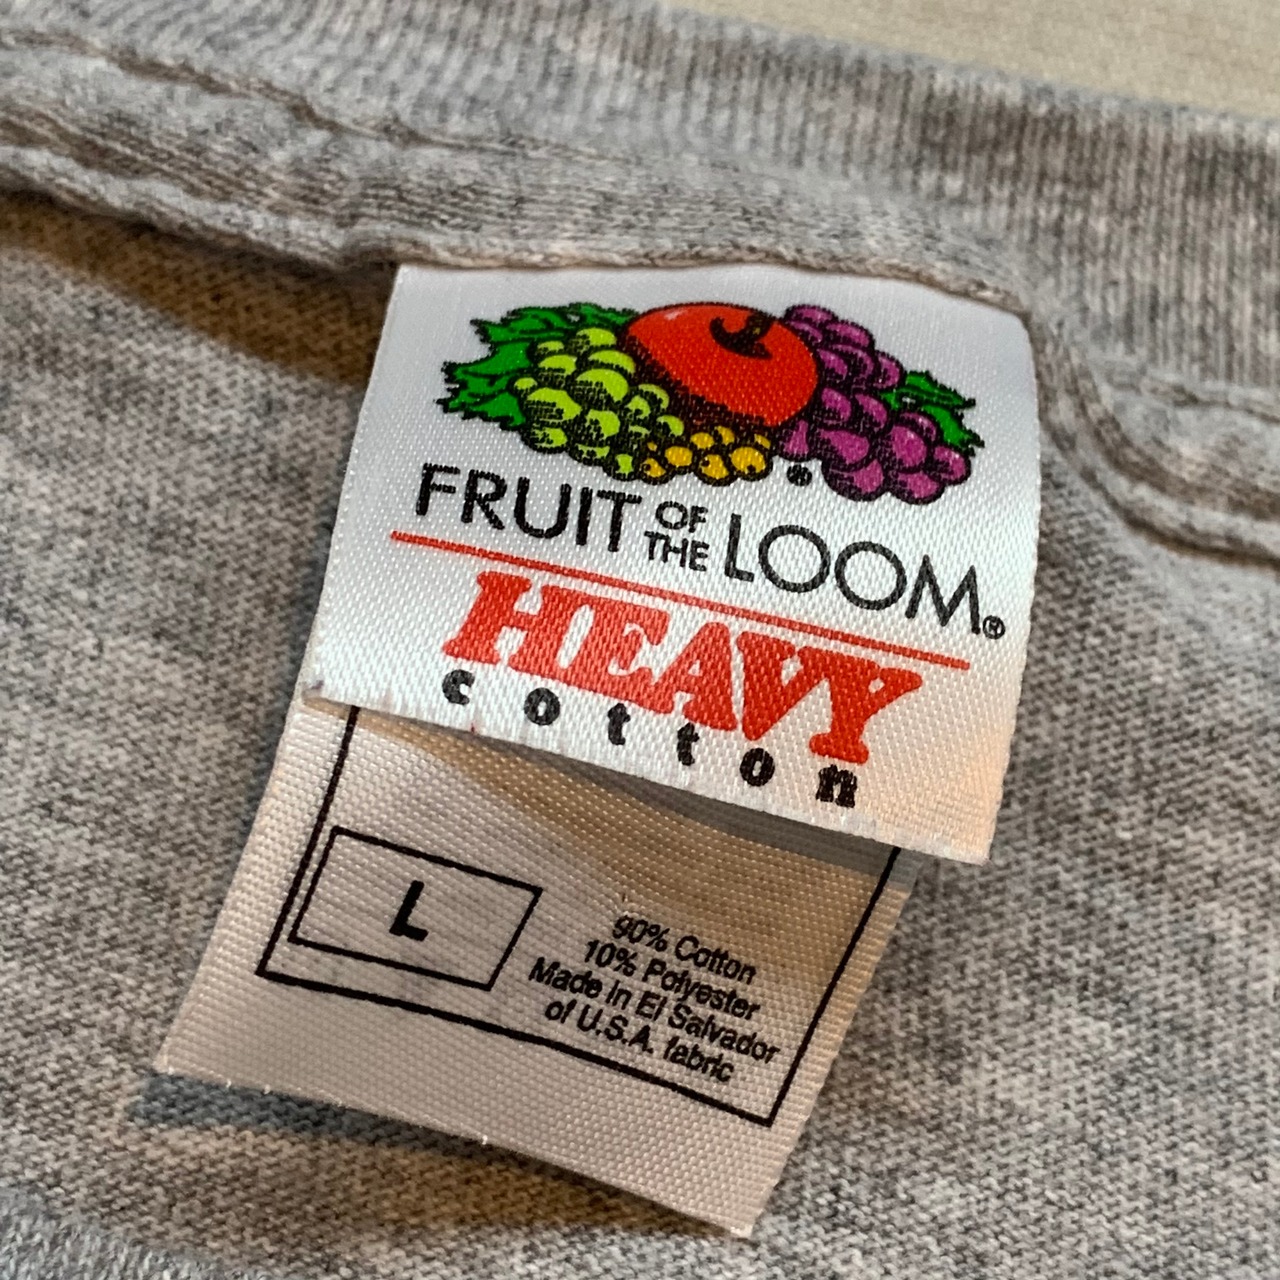 FRUIT OF THE LOOM®
HEAVY
cotton
L
90% Cotton
10% Polyester
Made In El Salvador
of U.S.A. fabric